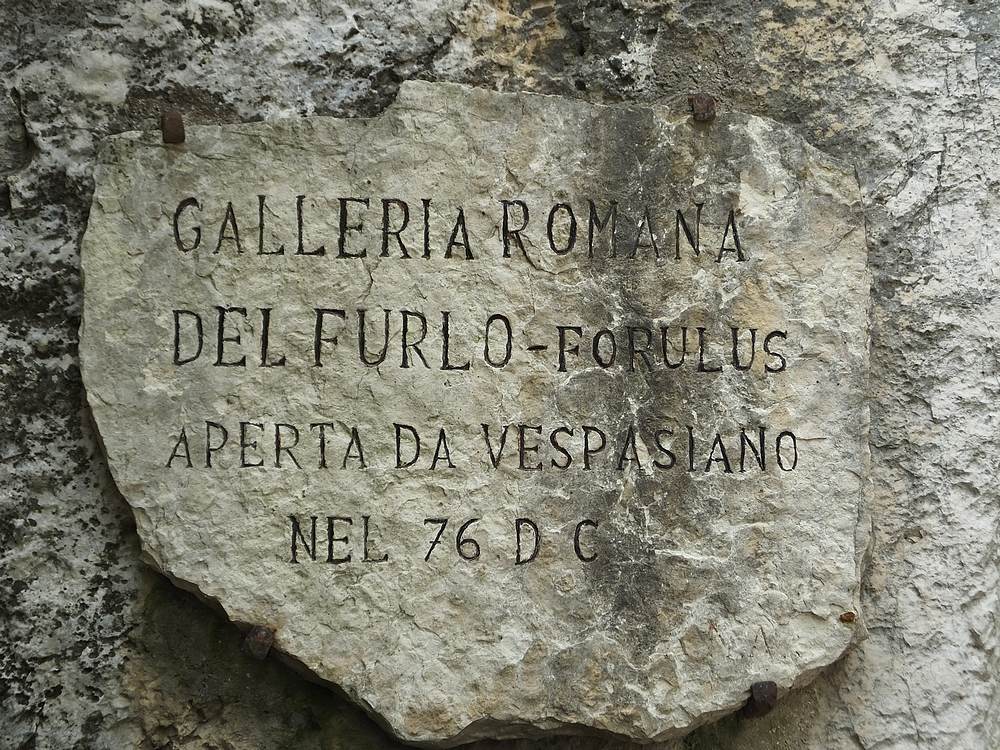 GALLERIA ROMANA
DEL FURLO-FORULUS
APERTA DA VESPASIANO
NEL 76 D C